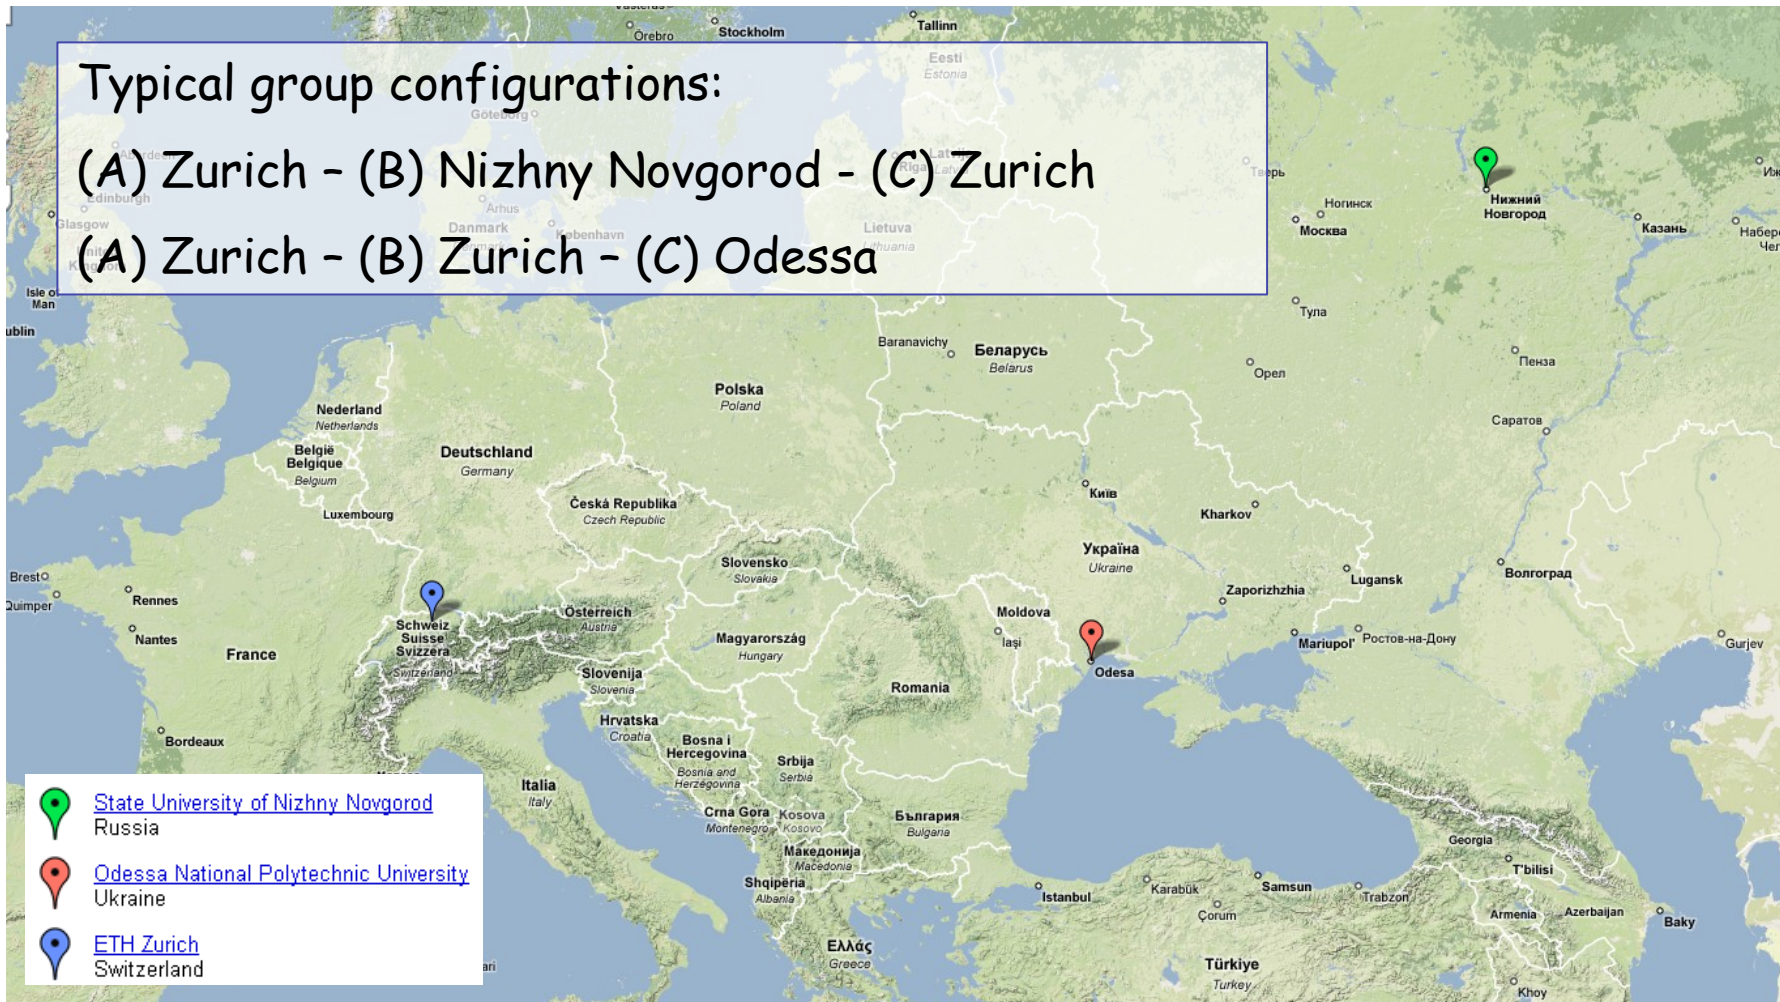 Typical group configurations:
(A) Zurich – (B) Nizhny Novgorod - (C) Zurich
(A) Zurich – (B) Zurich – (C) Odessa
Örebro
Stockholm
Tallinn
Eesti
Estonia
Göteborg
Edinburgh
Glasgow
Århus
Danmark
København
Rīga
Lietuva
Lithuania
Isle of
Man
Тверь
Ногинск
Москва
Нижний
Новгород
Казань
Тула
Пенза
Орел
Саратов
Baranavichy
Беларусь
Belarus
Polska
Poland
Nederland
Netherlands
België
Belgique
Belgium
Luxembourg
Deutschland
Germany
Česká Republika
Czech Republic
Київ
Kharkov
Україна
Ukraine
Slovensko
Slovakia
Brest
Quimper
Rennes
Nantes
France
Schweiz
Suisse
Svizzera
Switzerland
Österreich
Austria
Magyarország
Hungary
Moldova
Iaşi
Odesa
Zaporizhzhia
Lugansk
Волгоград
Mariupol'
Ростов-на-Дону
Gurjev
Slovenija
Slovenia
Romania
Hrvatska
Croatia
Bosna i
Hercegovina
Bosnia and
Herzegovina
Srbija
Serbia
Bordeaux
Italia
Italy
Crna Gora
Montenegro
Kosova
Kosovo
България
Bulgaria
Македонија
Macedonia
Shqipëria
Albania
Ελλάς
Greece
Istanbul
Karabük
Çorum
Samsun
Trabzon
Türkiye
Turkey
Georgia
T'bilisi
Armenia
Azerbaijan
Baky
Khoy
State University of Nizhny Novgorod
Russia
Odessa National Polytechnic University
Ukraine
ETH Zurich
Switzerland